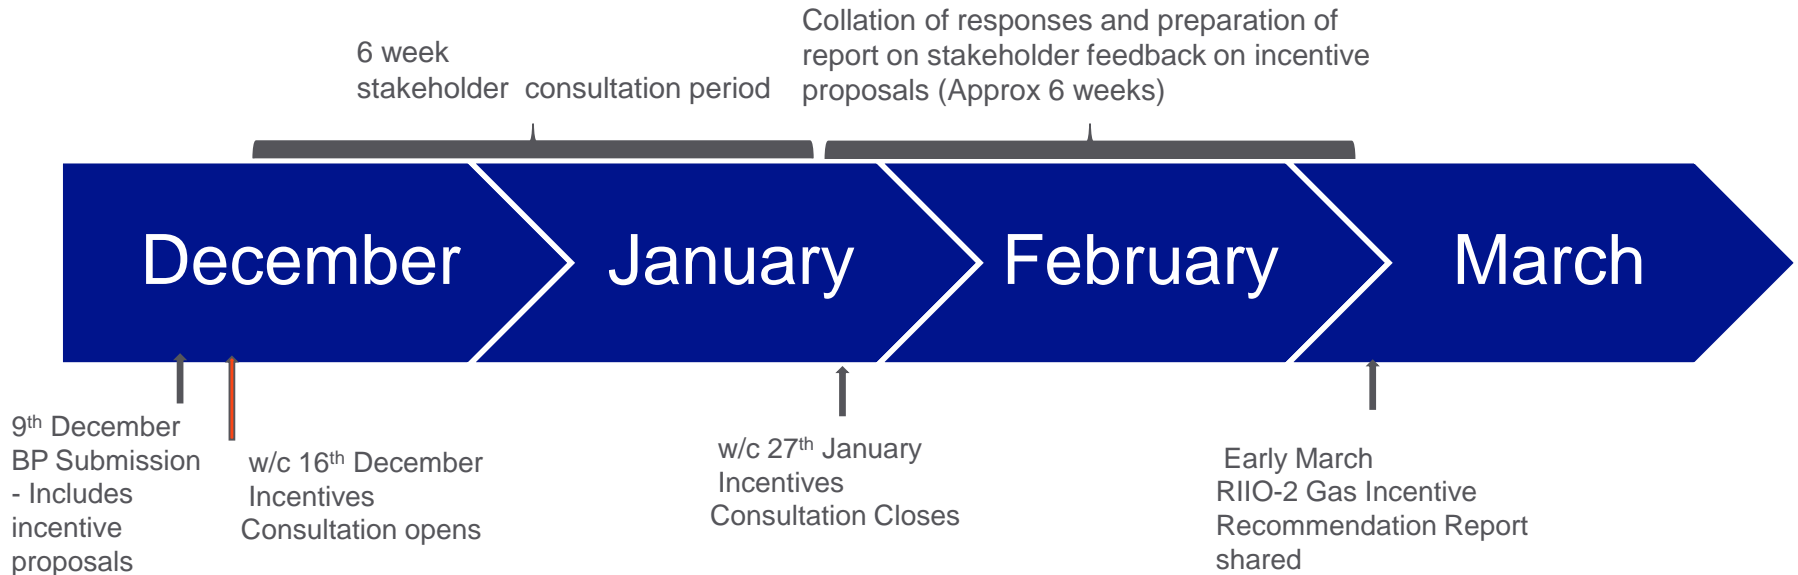 6 week
stakeholder consultation period
Collation of responses and preparation of
report on stakeholder feedback on incentive
proposals (Approx 6 weeks)
December
January
February
March
9th December
BP Submission
- Includes
incentive
proposals
w/c 16th December
Incentives
Consultation opens
w/c 27th January
Incentives
Consultation Closes
Early March
RIIO-2 Gas Incentive
Recommendation Report
shared